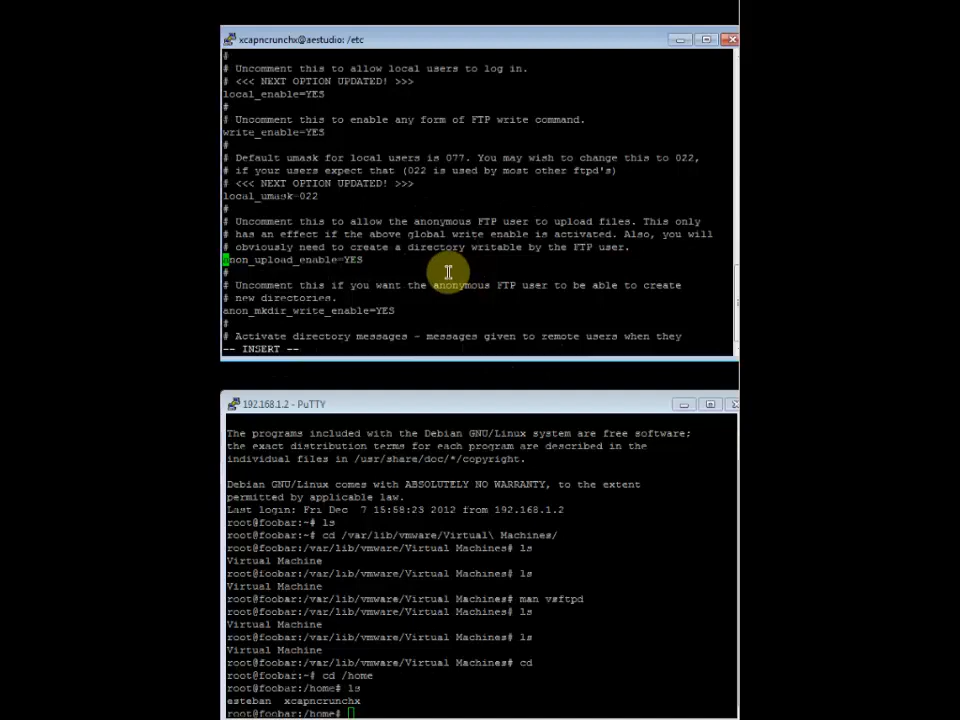 xcapncrunchx@aestudio: /etc
#
# Uncomment this to allow local users to log in.
# <<< NEXT OPTION UPDATED! >>>
local_enable=YES
#
# Uncomment this to enable any form of FTP write command.
write_enable=YES
#
# Default umask for local users is 077. You may wish to change this to 022,
# if your users expect that (022 is used by most other ftpd's)
# <<< NEXT OPTION UPDATED! >>>
local_umask=022
#
# Uncomment this to allow the anonymous FTP user to upload files. This only
# has an effect if the above global write enable is activated. Also, you will
# obviously need to create a directory writable by the FTP user.
anon_upload_enable=YES
#
# Uncomment this if you want the anonymous FTP user to be able to create
# new directories.
anon_mkdir_write_enable=YES
#
# Activate directory messages - messages given to remote users when they
-- INSERT --
192.168.1.2 - PuTTY
The programs included with the Debian GNU/Linux system are free software;
the exact distribution terms for each program are described in the
individual files in /usr/share/doc/*/copyright.
Debian GNU/Linux comes with ABSOLUTELY NO WARRANTY, to the extent
permitted by applicable law.
Last login: Fri Dec  7 15:58:23 2012 from 192.168.1.2
root@foobar:~# ls
root@foobar:~# cd /var/lib/vmware/Virtual\ Machines/
root@foobar:/var/lib/vmware/Virtual Machines# ls
Virtual Machine
root@foobar:/var/lib/vmware/Virtual Machines# ls
Virtual Machine
root@foobar:/var/lib/vmware/Virtual Machines# man vsftpd
root@foobar:/var/lib/vmware/Virtual Machines# ls
Virtual Machine
root@foobar:/var/lib/vmware/Virtual Machines# ls
Virtual Machine
root@foobar:/var/lib/vmware/Virtual Machines# cd
root@foobar:~# cd /home
root@foobar:/home# ls
esteban  xcapncrunchx
root@foobar:/home#